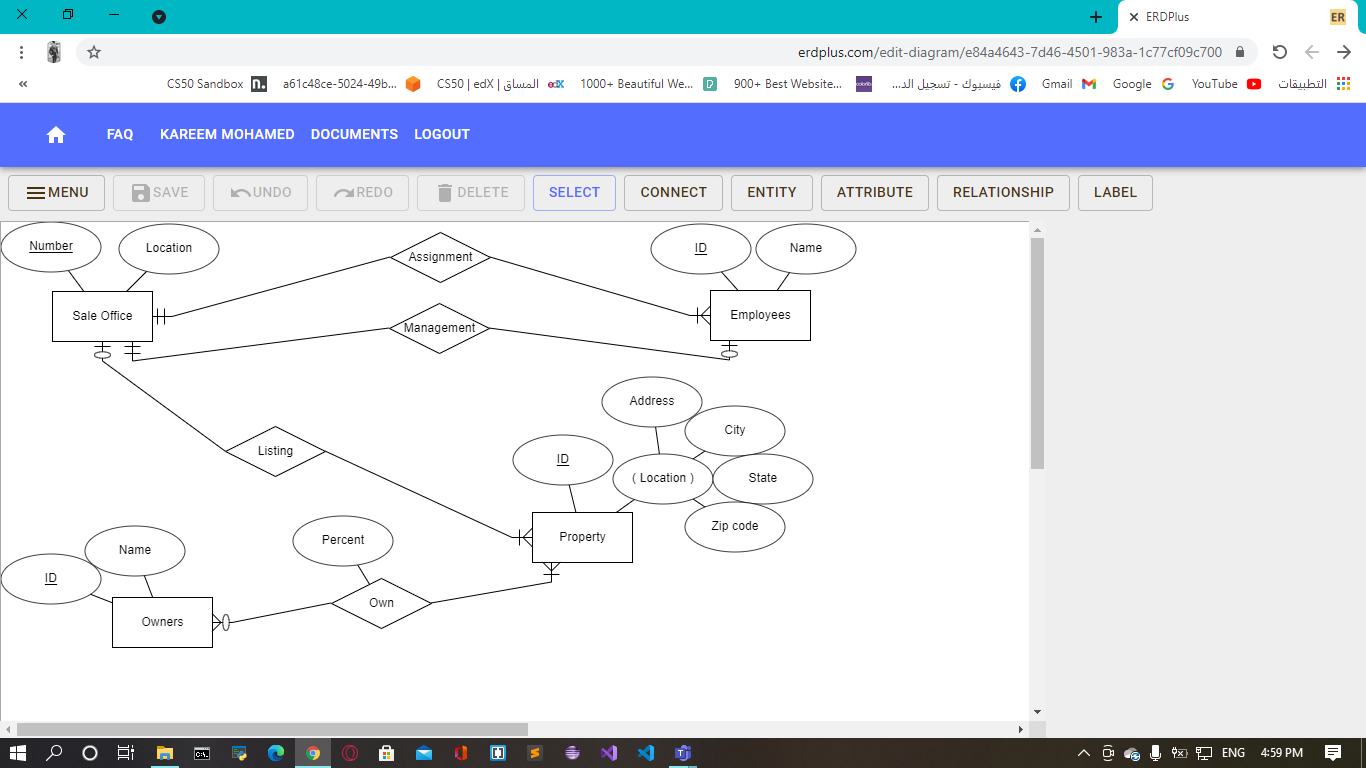 ERDPlus
ER
erdplus.com/edit-diagram/e84a4643-7d46-4501-983a-1c77cf09c700
«
CS50 Sandbox
n.
a61c48ce-5024-49b...
CS50 | edX | المساق
edX
1000+ Beautiful We...
900+ Best Website...
colorlib
فيسبوك - تسجيل الد...
Gmail
Google
YouTube
التطبيقات
FAQ
KAREEM MOHAMED
DOCUMENTS
LOGOUT
MENU
SAVE
UNDO
REDO
DELETE
SELECT
CONNECT
ENTITY
ATTRIBUTE
RELATIONSHIP
LABEL
Number
Location
Assignment
ID
Name
Sale Office
Employees
Management
Address
City
Listing
ID
( Location )
State
Zip code
Property
Percent
Name
ID
Own
Owners
ENG
4:59 PM